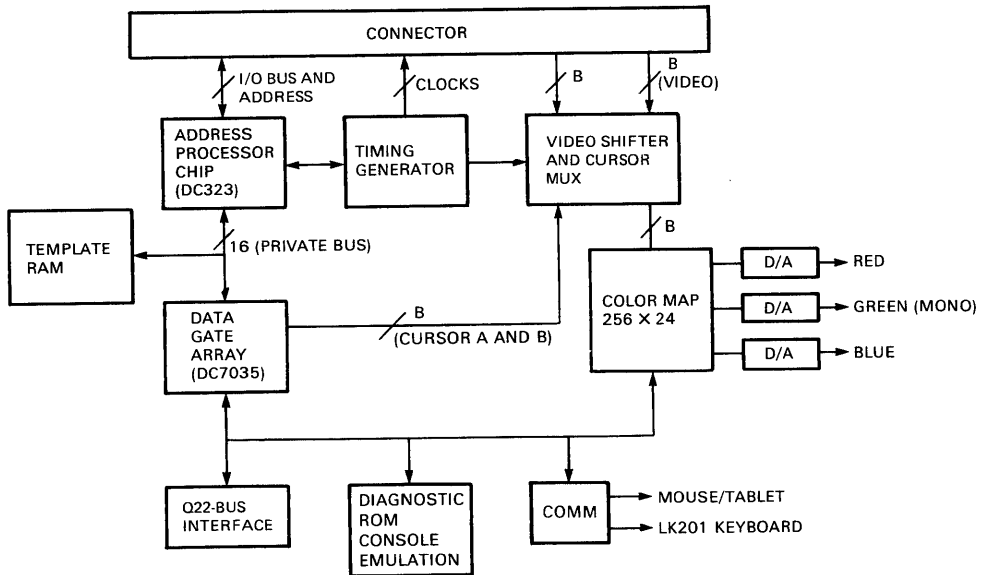 CONNECTOR
I/O BUS AND
ADDRESS
CLOCKS
B
B
(VIDEO)
ADDRESS
PROCESSOR
CHIP
(DC323)
TIMING
GENERATOR
VIDEO SHIFTER
AND CURSOR
MUX
TEMPLATE
RAM
16 (PRIVATE BUS)
B
DATA
GATE
ARRAY
(DC7035)
B
(CURSOR A AND B)
COLOR MAP
256 X 24
D/A
RED
D/A
GREEN (MONO)
D/A
BLUE
Q22-BUS
INTERFACE
DIAGNOSTIC
ROM
CONSOLE
EMULATION
COMM
MOUSE/TABLET
LK201 KEYBOARD